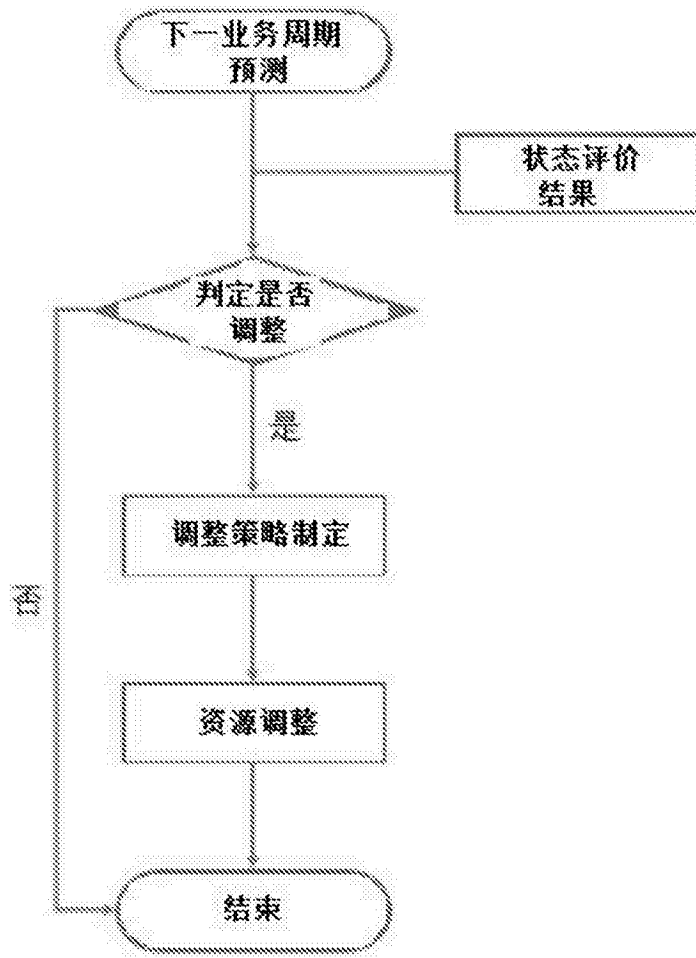 下一业务周期
预测
状态评价
结果
判定是否
调整
是
调整策略制定
否
资源调整
结束